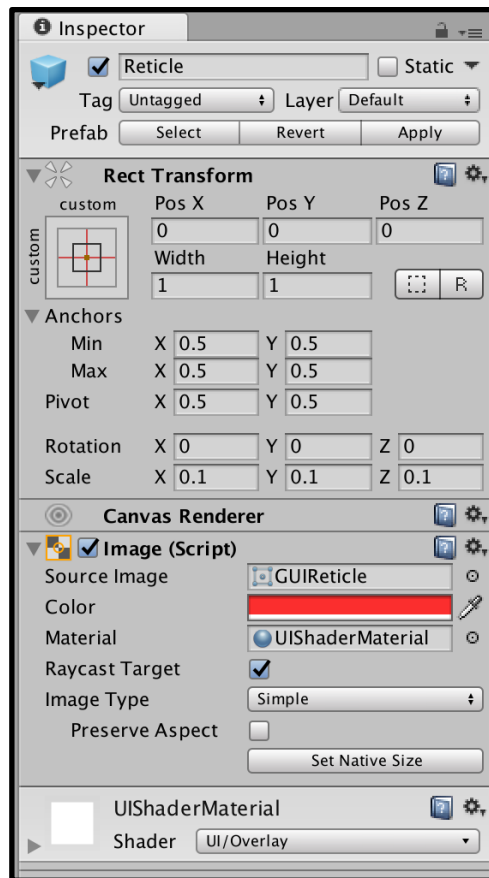 Inspector
Reticle Static
Tag Untagged Layer Default
Prefab Select Revert Apply
Rect Transform
custom Pos X Pos Y Pos Z
custom 0 0 0
Width Height
1 1 R
Anchors
Min X 0.5 Y 0.5
Max X 0.5 Y 0.5
Pivot X 0.5 Y 0.5
Rotation X 0 Y 0 Z 0
Scale X 0.1 Y 0.1 Z 0.1
Canvas Renderer
Image (Script)
Source Image GUIReticle
Color
Material UIShaderMaterial
Raycast Target
Image Type Simple
Preserve Aspect
Set Native Size
UIShaderMaterial
Shader UI/Overlay